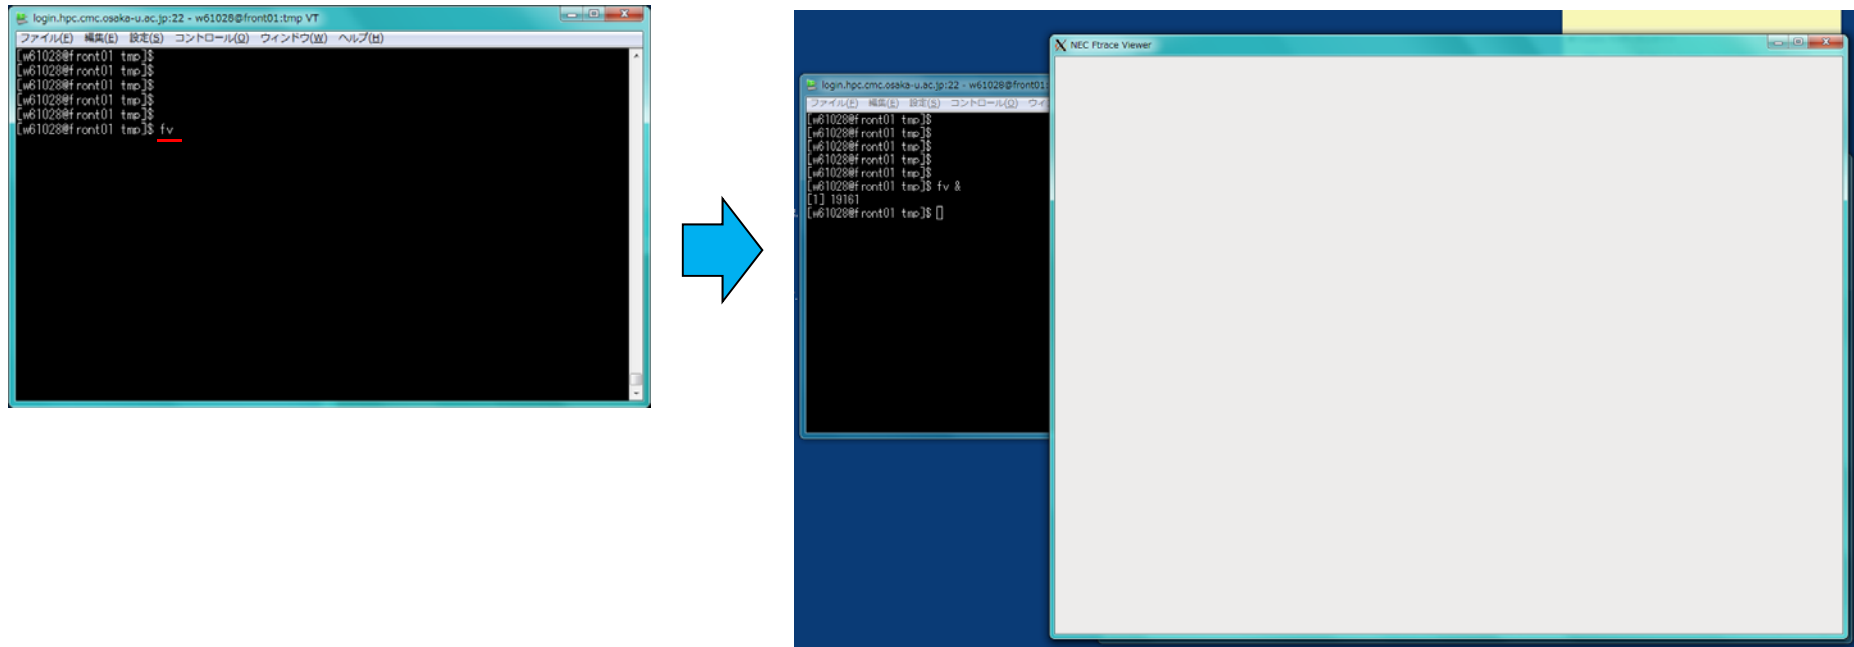 login.hpc.cmc.osaka-u.ac.jp:22 - w61028@front01:tmp VT
ファイル(F) 編集(E) 設定(S) コントロール(O) ウィンドウ(W) ヘルプ(H)
[w61028@front01 tmp]$
[w61028@front01 tmp]$
[w61028@front01 tmp]$
[w61028@front01 tmp]$
[w61028@front01 tmp]$
[w61028@front01 tmp]$ fv
login.hpc.cmc.osaka-u.ac.jp:22 - w61028@front01:
ファイル(F) 編集(E) 設定(S) コントロール(O) ウィ
[w61028@front01 tmp]$
[w61028@front01 tmp]$
[w61028@front01 tmp]$
[w61028@front01 tmp]$
[w61028@front01 tmp]$
[w61028@front01 tmp]$ fv &
[1] 19161
[w61028@front01 tmp]$
NEC Ftrace Viewer